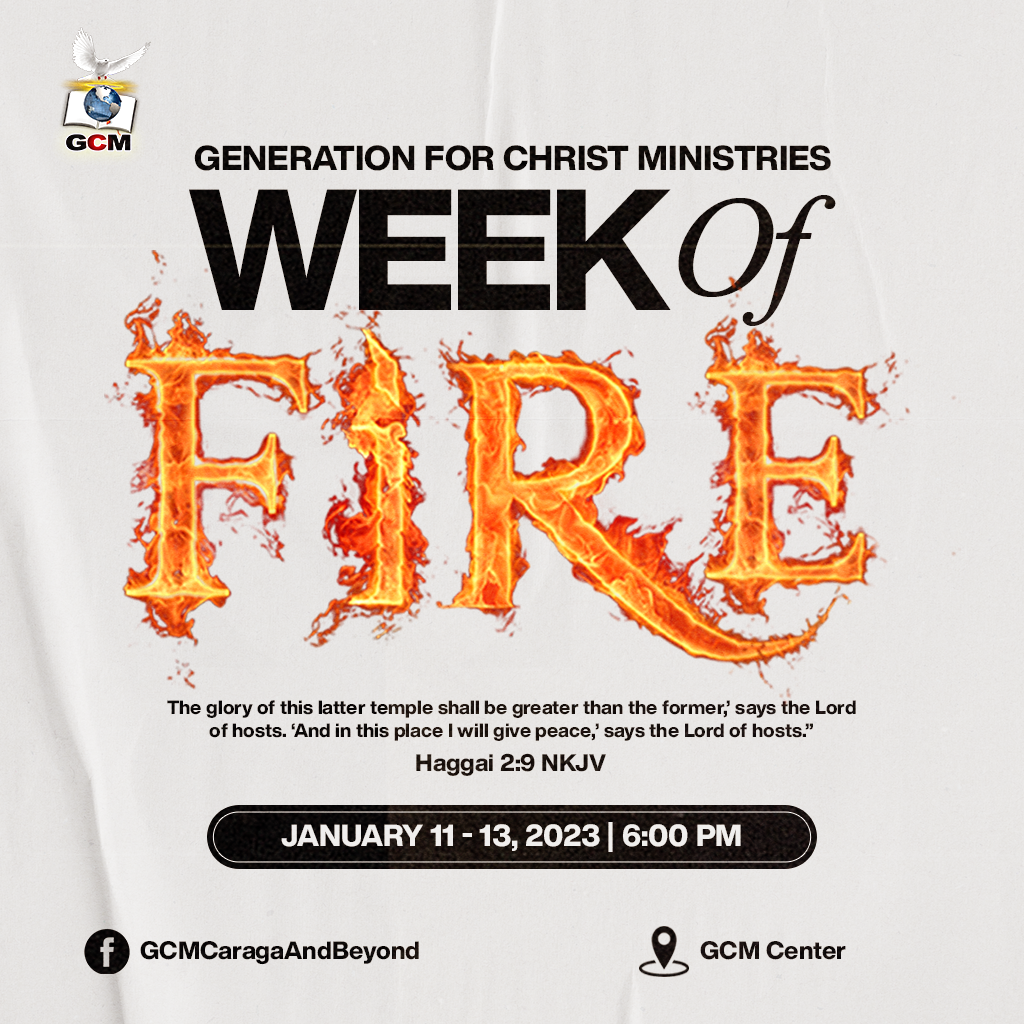 GCM
GENERATION FOR CHRIST MINISTRIES
WEEK Of
FIRE
The glory of this latter temple shall be greater than the former,’ says the Lord
of hosts. ‘And in this place I will give peace,’ says the Lord of hosts.”
Haggai 2:9 NKJV
JANUARY 11 - 13, 2023 | 6:00 PM
GCMCaragaAndBeyond
GCM Center